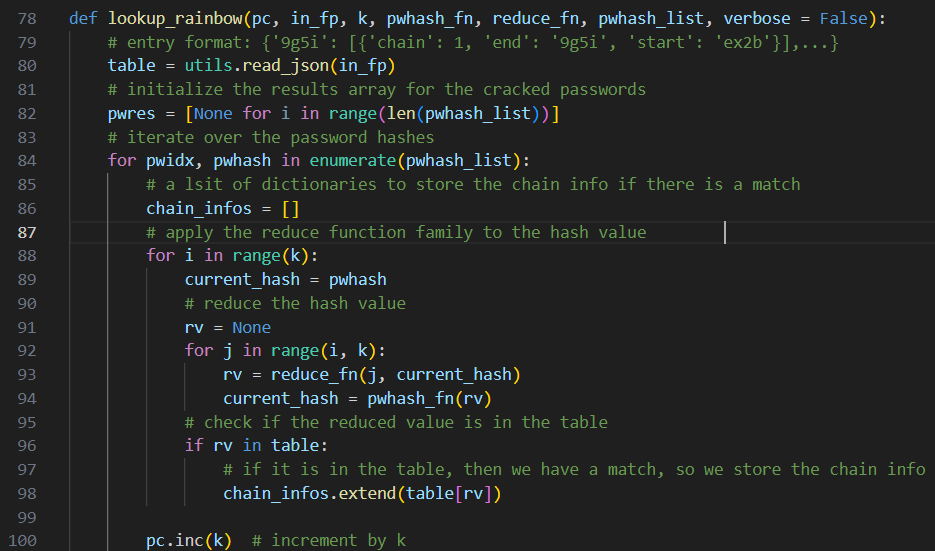 78 def lookup_rainbow(pc, in_fp, k, pwhash_fn, reduce_fn, pwhash_list, verbose = False):
79 # entry format: {'9g5i': [{'chain': 1, 'end': '9g5i', 'start': 'ex2b'}],...}
80 table = utils.read_json(in_fp)
81 # initialize the results array for the cracked passwords
82 pwres = [None for i in range(len(pwhash_list))]
83 # iterate over the password hashes
84 for pwidx, pwhash in enumerate(pwhash_list):
85 # a lsit of dictionaries to store the chain info if there is a match
86 chain_infos = []
87 # apply the reduce function family to the hash value
88 for i in range(k):
89 current_hash = pwhash
90 # reduce the hash value
91 rv = None
92 for j in range(i, k):
93 rv = reduce_fn(j, current_hash)
94 current_hash = pwhash_fn(rv)
95 # check if the reduced value is in the table
96 if rv in table:
97 # if it is in the table, then we have a match, so we store the chain info
98 chain_infos.extend(table[rv])
99
100 pc.inc(k) # increment by k